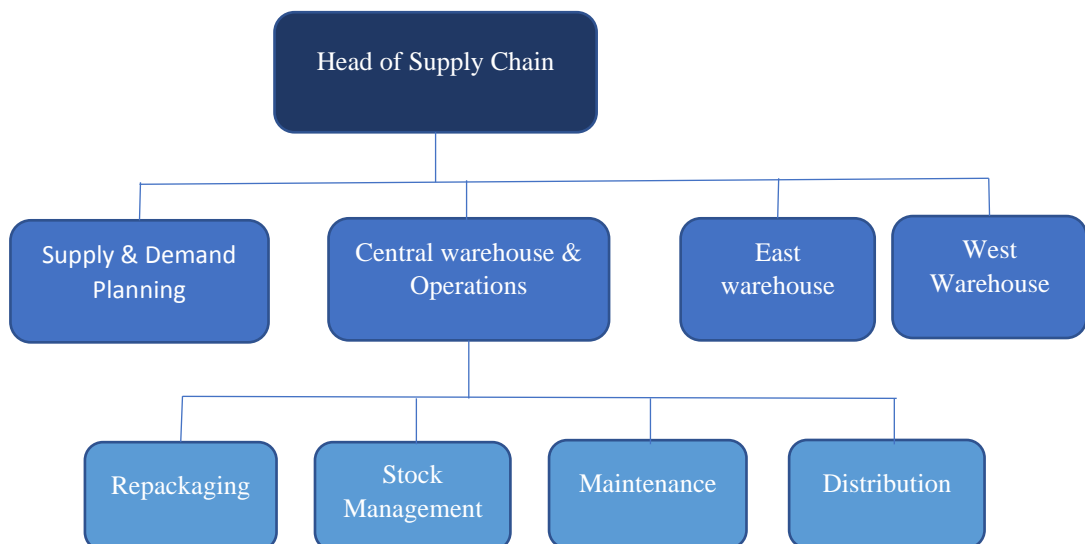 Head of Supply Chain
Supply & Demand
Planning
Central warehouse &
Operations
East
warehouse
West
Warehouse
Repackaging
Stock
Management
Maintenance
Distribution